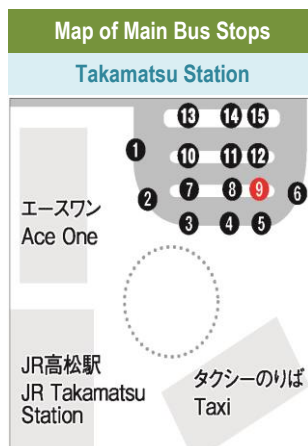 Map of Main Bus Stops
Takamatsu Station
13 14 15
1
10 11 12
7 8 9
2
6
3 4 5
エースワン
Ace One
JR高松駅
JR Takamatsu
Station
タクシーのりば
Taxi